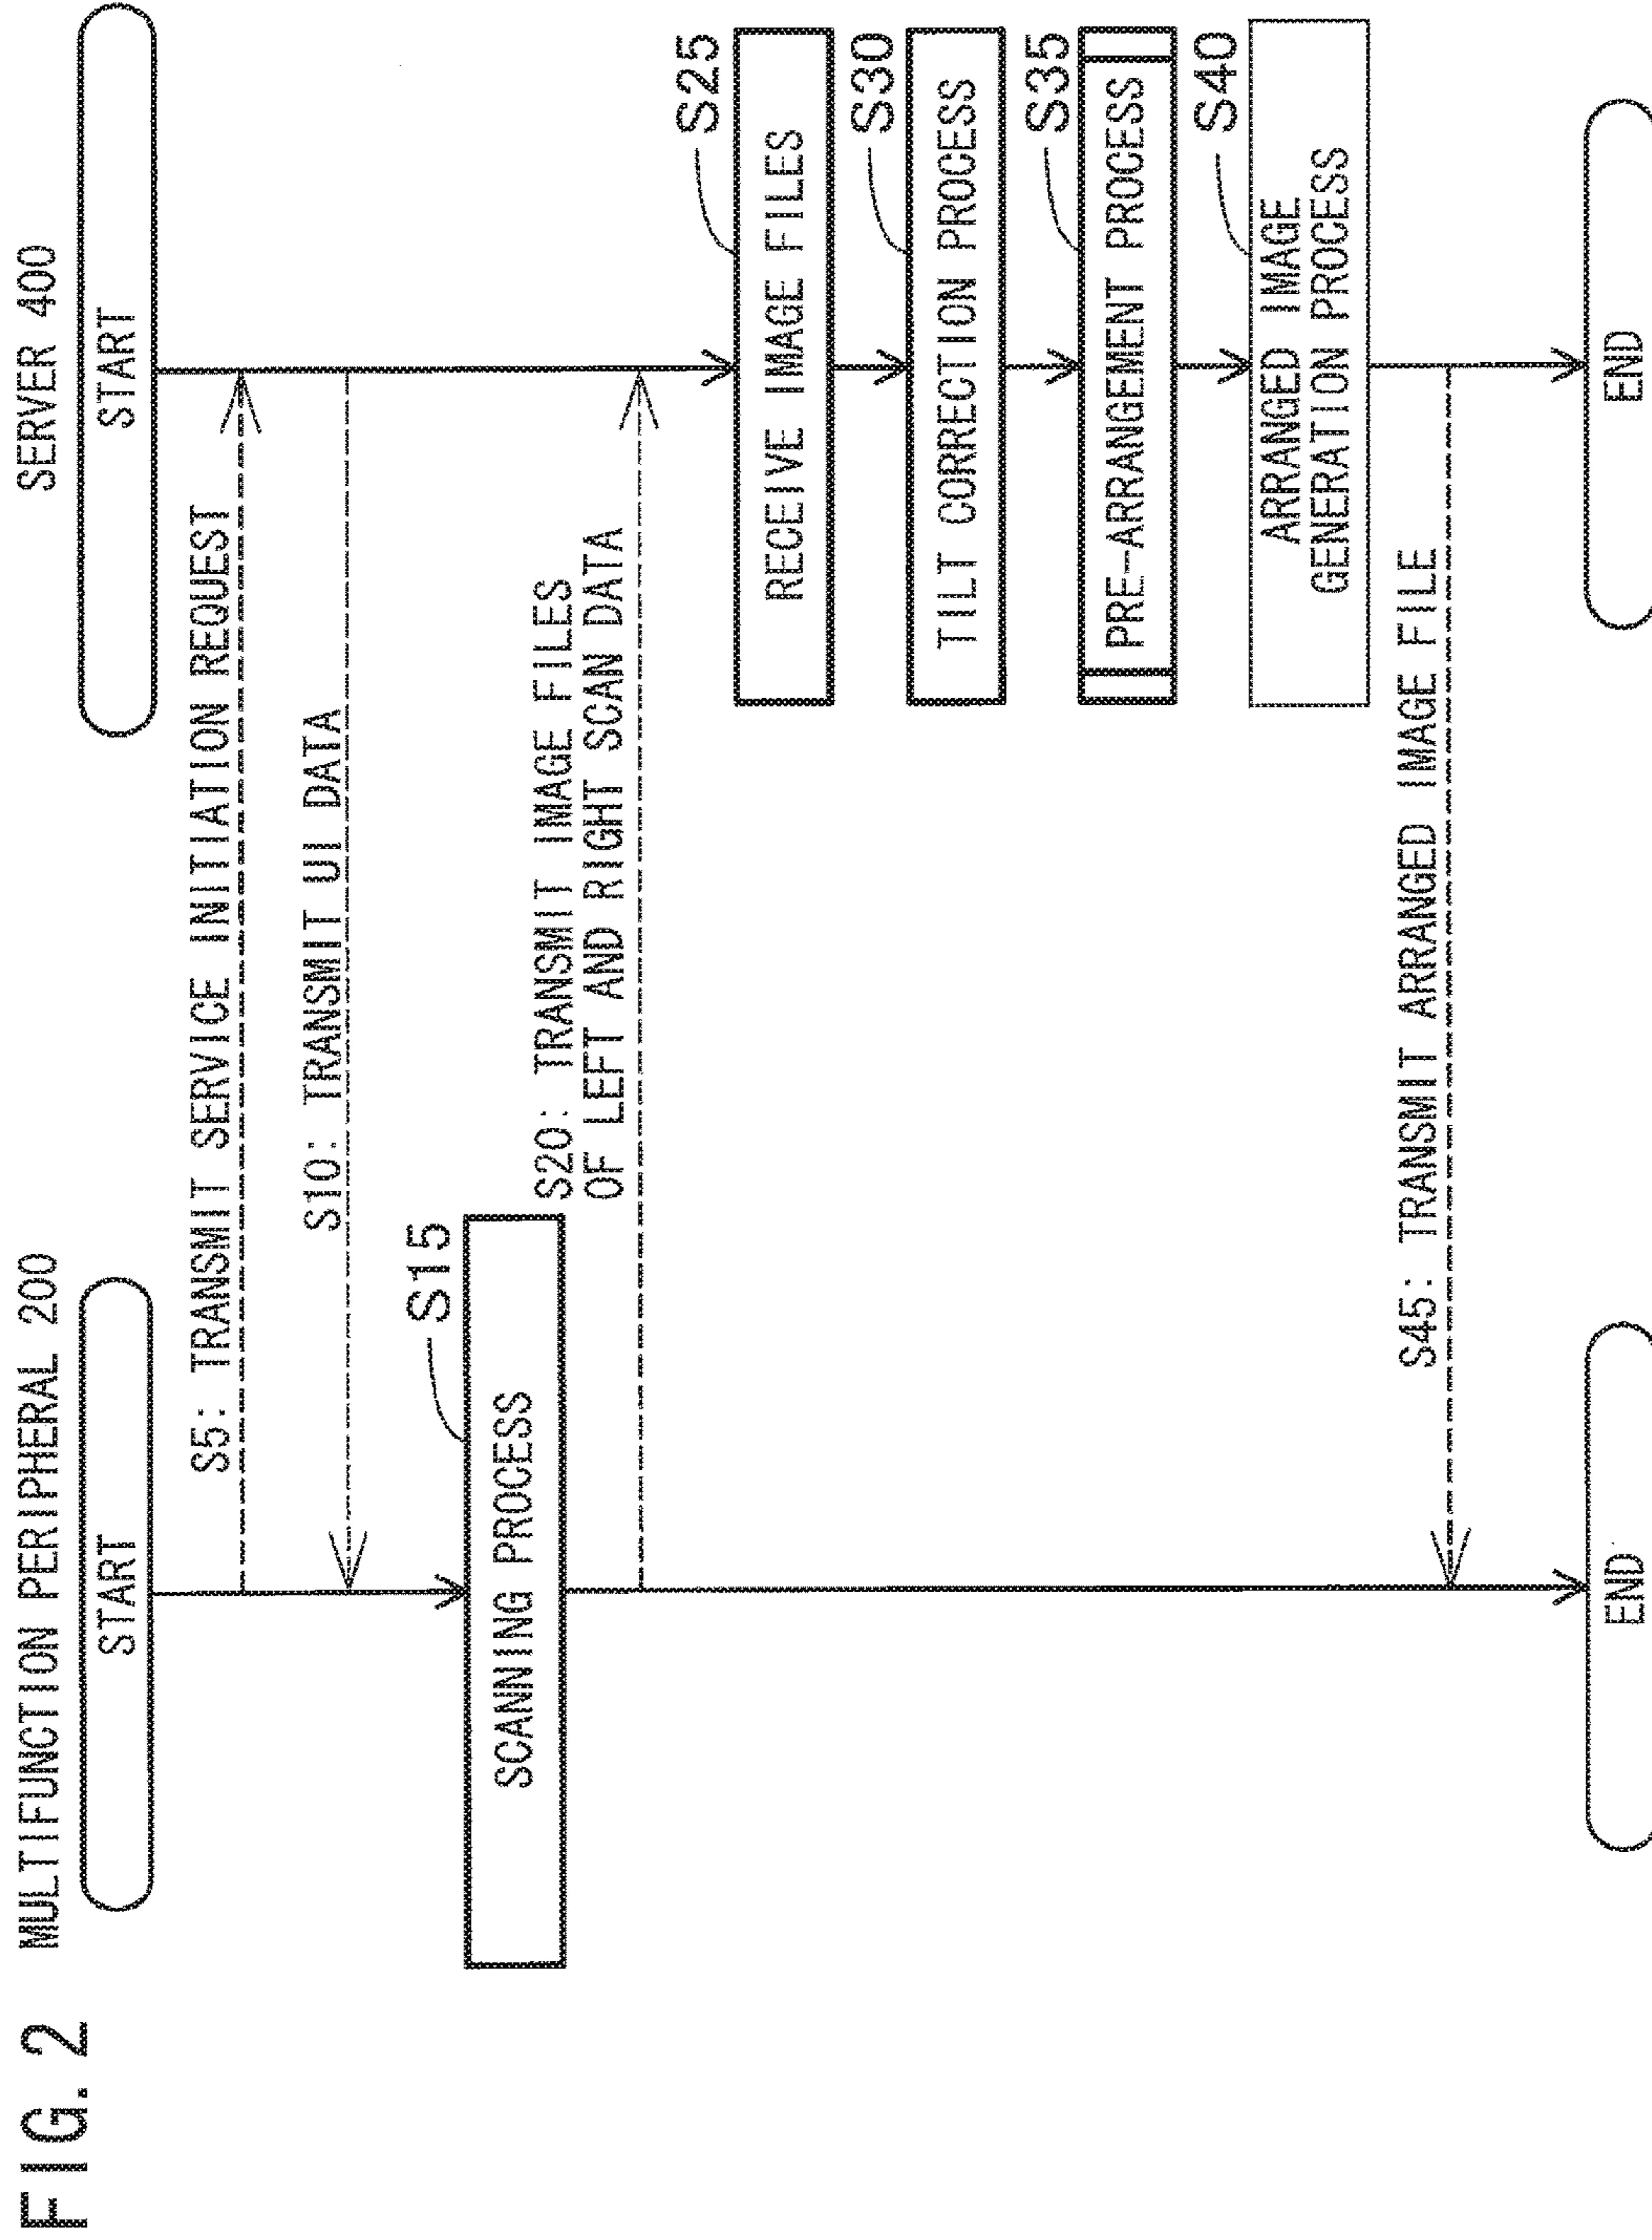 FIG. 2
MULTIFUNCTION PERIPHERAL 200
SERVER 400
START
START
S5: TRANSMIT SERVICE INITIATION REQUEST
S10: TRANSMIT UI DATA
S15
SCANNING PROCESS
S20: TRANSMIT IMAGE FILES
OF LEFT AND RIGHT SCAN DATA
S25
RECEIVE IMAGE FILES
S30
TILT CORRECTION PROCESS
S35
PRE-ARRANGEMENT PROCESS
S40
ARRANGED IMAGE
GENERATION PROCESS
S45: TRANSMIT ARRANGED IMAGE FILE
END
END